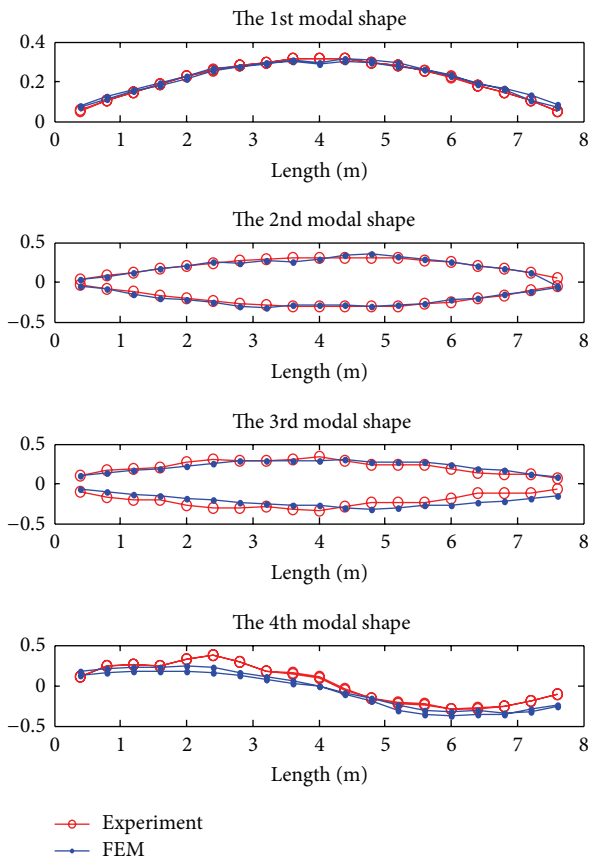 The 1st modal shape
0.4
0.2
0
0 1 2 3 4 5 6 7 8
Length (m)
The 2nd modal shape
0.5
0
−0.5
0 1 2 3 4 5 6 7 8
Length (m)
The 3rd modal shape
0.5
0
−0.5
0 1 2 3 4 5 6 7 8
Length (m)
The 4th modal shape
0.5
0
−0.5
0 1 2 3 4 5 6 7 8
Length (m)
Experiment
FEM